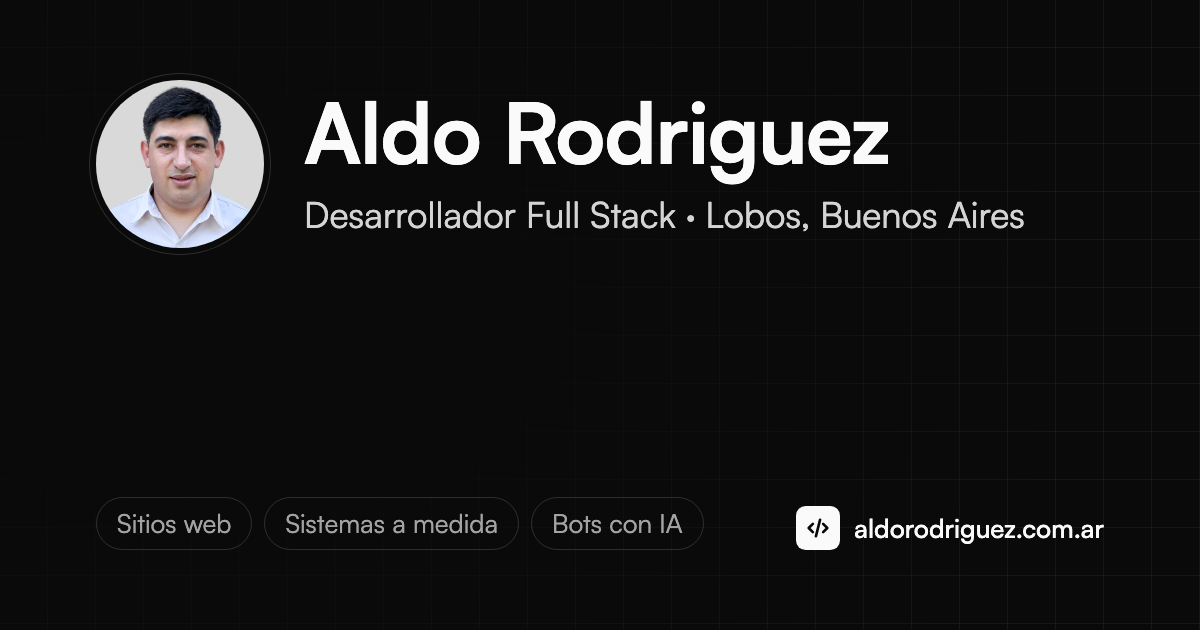 Aldo Rodriguez
Desarrollador Full Stack · Lobos, Buenos Aires
Sitios web
Sistemas a medida
Bots con IA
</> aldorodriguez.com.ar